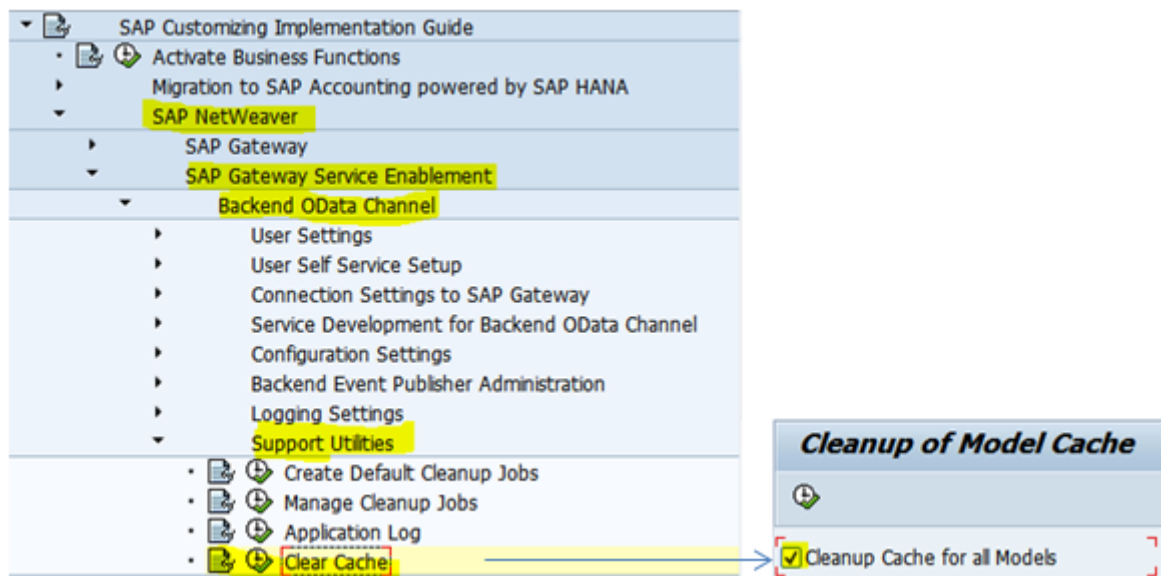 SAP Customizing Implementation Guide
Activate Business Functions
Migration to SAP Accounting powered by SAP HANA
SAP NetWeaver
SAP Gateway
SAP Gateway Service Enablement
Backend OData Channel
User Settings
User Self Service Setup
Connection Settings to SAP Gateway
Service Development for Backend OData Channel
Configuration Settings
Backend Event Publisher Administration
Logging Settings
Support Utilities
Create Default Cleanup Jobs
Manage Cleanup Jobs
Application Log
Clear Cache
Cleanup of Model Cache
Cleanup Cache for all Models